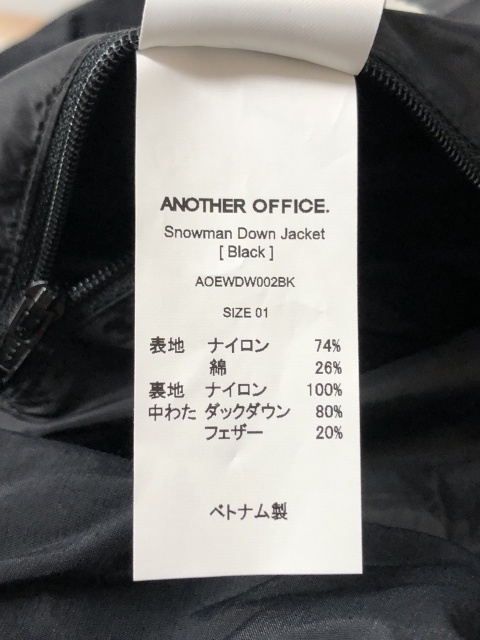 ANOTHER OFFICE.
Snowman Down Jacket
[ Black ]
AOEWDW002BK
SIZE 01
表地 ナイロン 74%
綿 26%
裏地 ナイロン 100%
中わた ダックダウン 80%
フェザー 20%
ベトナム製